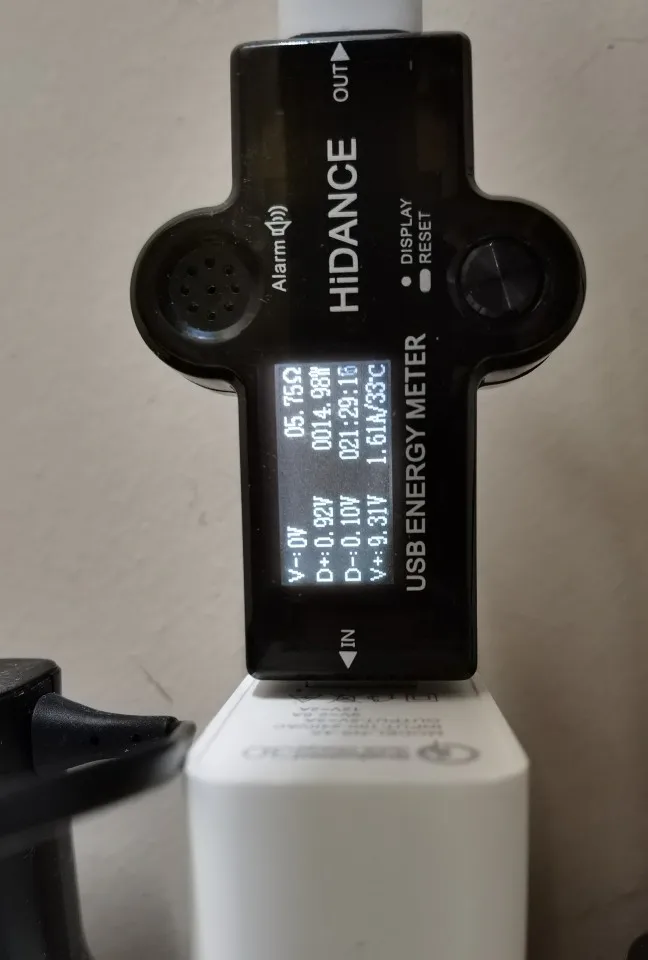 OUT▶
HiDANCE
Alarm
● DISPLAY
RESET
V-:0V 05.75Ω
D+:0.92V 0014.98W
D-:0.10V 021:29:16
V+:9.31V 1.61A/33℃
USB ENERGY METER
◀IN